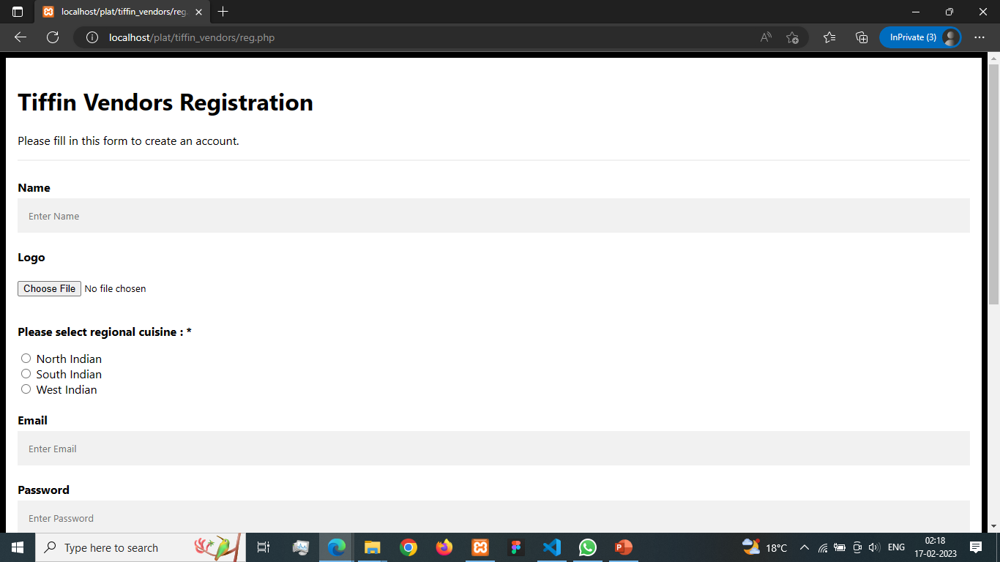 localhost/plat/tiffin_vendors/reg.
localhost/plat/tiffin_vendors/reg.php
InPrivate (3)
Tiffin Vendors Registration
Please fill in this form to create an account.
Name
Enter Name
Logo
Choose File No file chosen
Please select regional cuisine : *
North Indian
South Indian
West Indian
Email
Enter Email
Password
Enter Password
Type here to search
18°C
ENG
02:18
17-02-2023